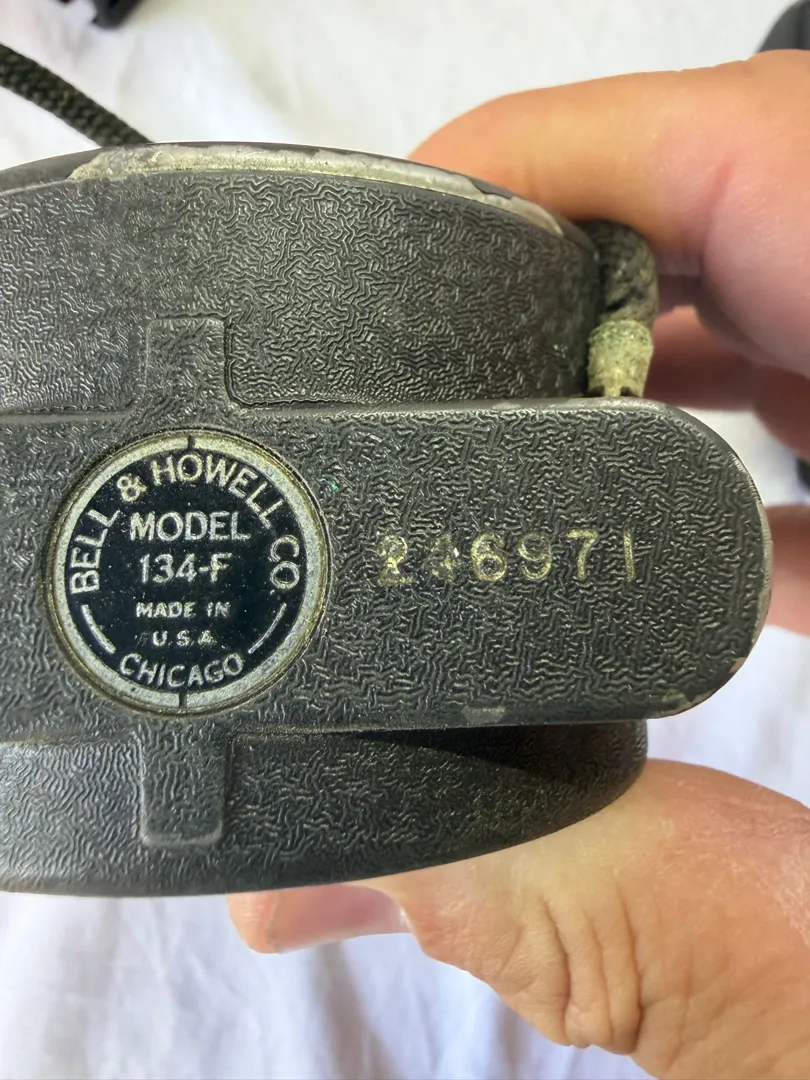 BELL & HOWELL CO.
MODEL
134-F
MADE IN
U.S.A.
CHICAGO
246971